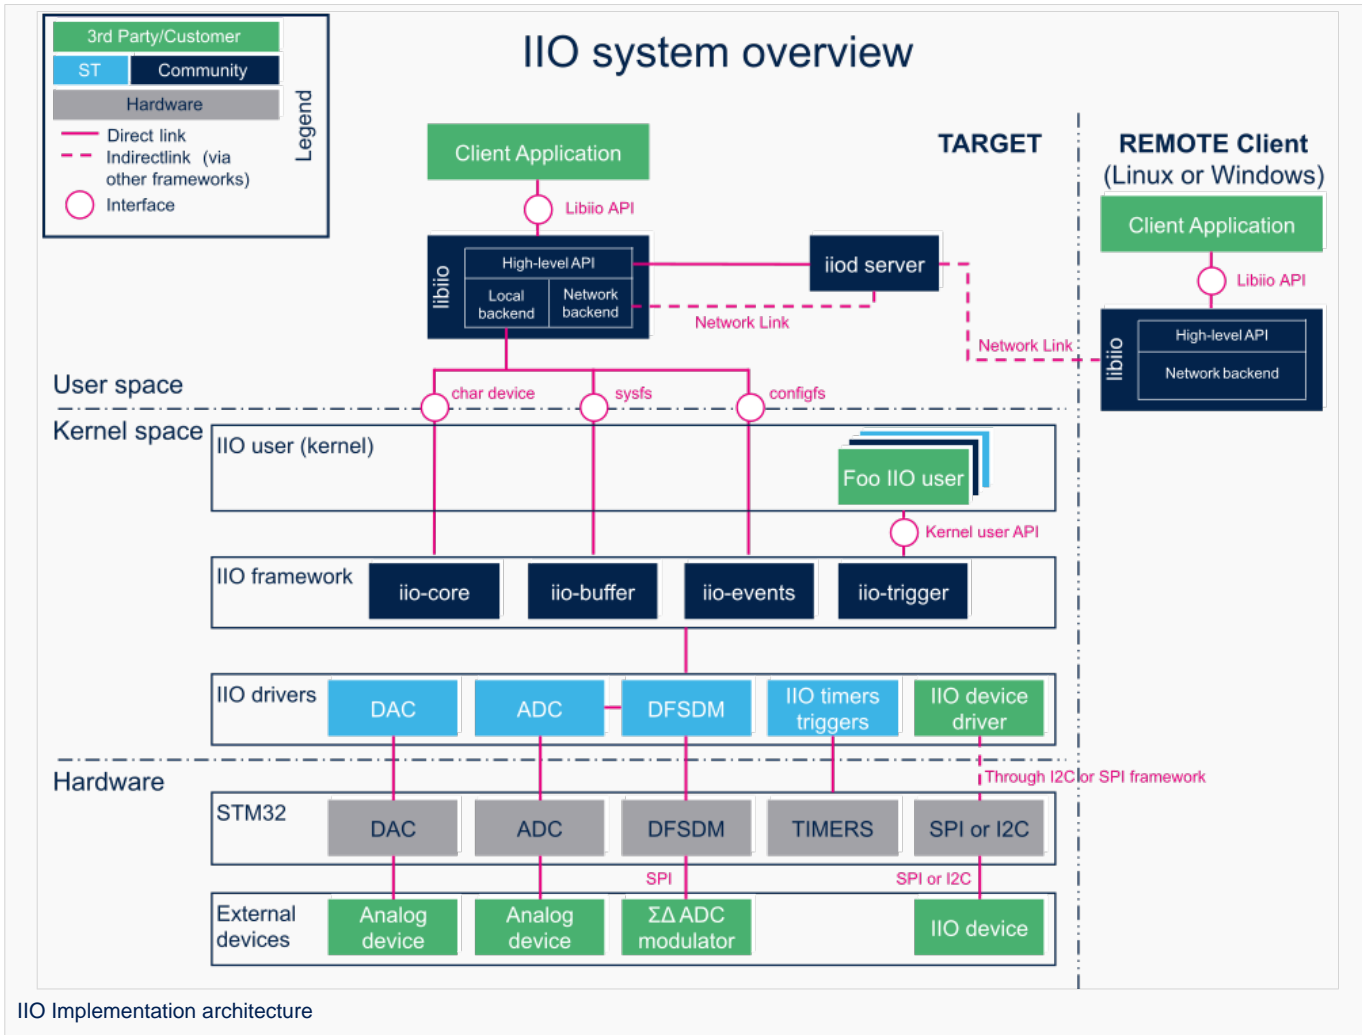 3rd Party/Customer
ST
Community
Hardware
Direct link
Indirectlink (via
other frameworks)
Interface
Legend
IIO system overview
TARGET
REMOTE Client
(Linux or Windows)
Client Application
Libiio API
libiio
High-level API
Local
backend
Network
backend
iiod server
Network Link
Network Link
Client Application
Libiio API
libiio
High-level API
Network backend
User space
char device
sysfs
configfs
Kernel space
IIO user (kernel)
Foo IIO user
Kernel user API
IIO framework
iio-core
iio-buffer
iio-events
iio-trigger
IIO drivers
DAC
ADC
DFSDM
IIO timers
triggers
IIO device
driver
Hardware
Through I2C or SPI framework
STM32
DAC
ADC
DFSDM
TIMERS
SPI or I2C
SPI
SPI or I2C
External
devices
Analog
device
Analog
device
ΣΔ ADC
modulator
IIO device
IIO Implementation architecture